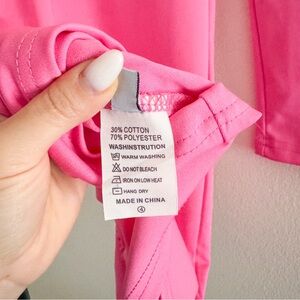 30% COTTON
70% POLYESTER
WASHINSTRUTION
WARM WASHING
DO NOT BLEACH
IRON ON LOW HEAT
HANG DRY
MADE IN CHINA
4